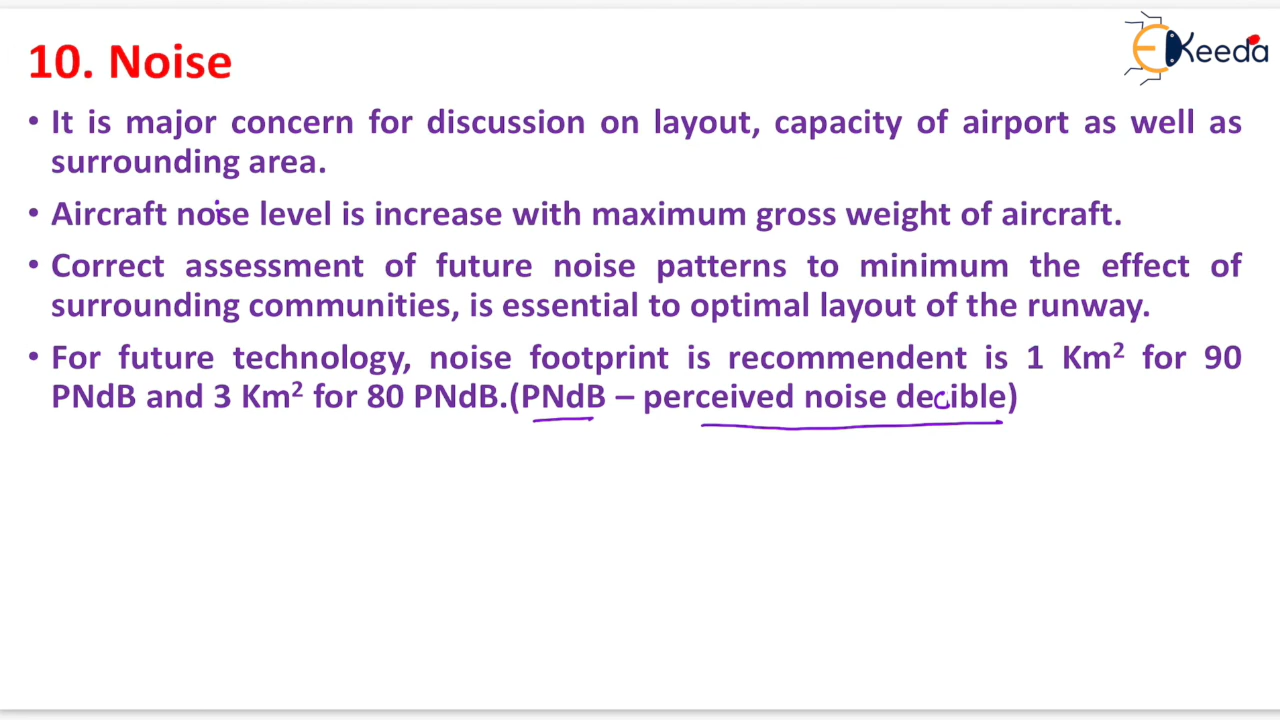 EKeeda
10. Noise
• It is major concern for discussion on layout, capacity of airport as well as
surrounding area.
• Aircraft noise level is increase with maximum gross weight of aircraft.
• Correct assessment of future noise patterns to minimum the effect of
surrounding communities, is essential to optimal layout of the runway.
• For future technology, noise footprint is recommendent is 1 Km² for 90
PNdB and 3 Km² for 80 PNdB.(PNdB – perceived noise decible)